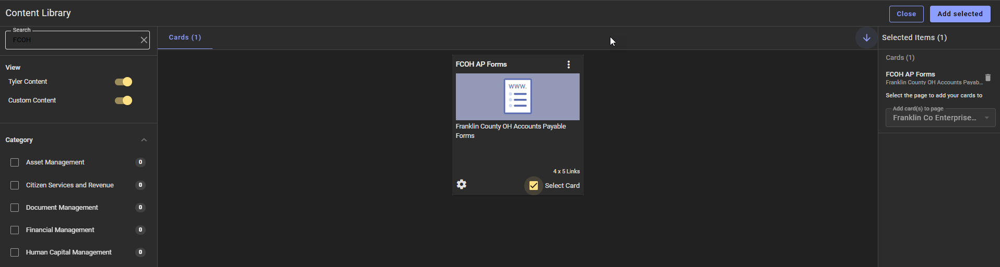 Content Library
Close
Add selected
Search
FCOH
View
Tyler Content
Custom Content
Category
Asset Management 0
Citizen Services and Revenue 0
Document Management 0
Financial Management 0
Human Capital Management 0
Cards (1)
FCOH AP Forms
www.
Franklin County OH Accounts Payable
Forms
4 x 5 Links
Select Card
Selected Items (1)
Cards (1)
FCOH AP Forms
Franklin County OH Accounts Payab...
Select the page to add your cards to
Add card(s) to page
Franklin Co Enterprise...